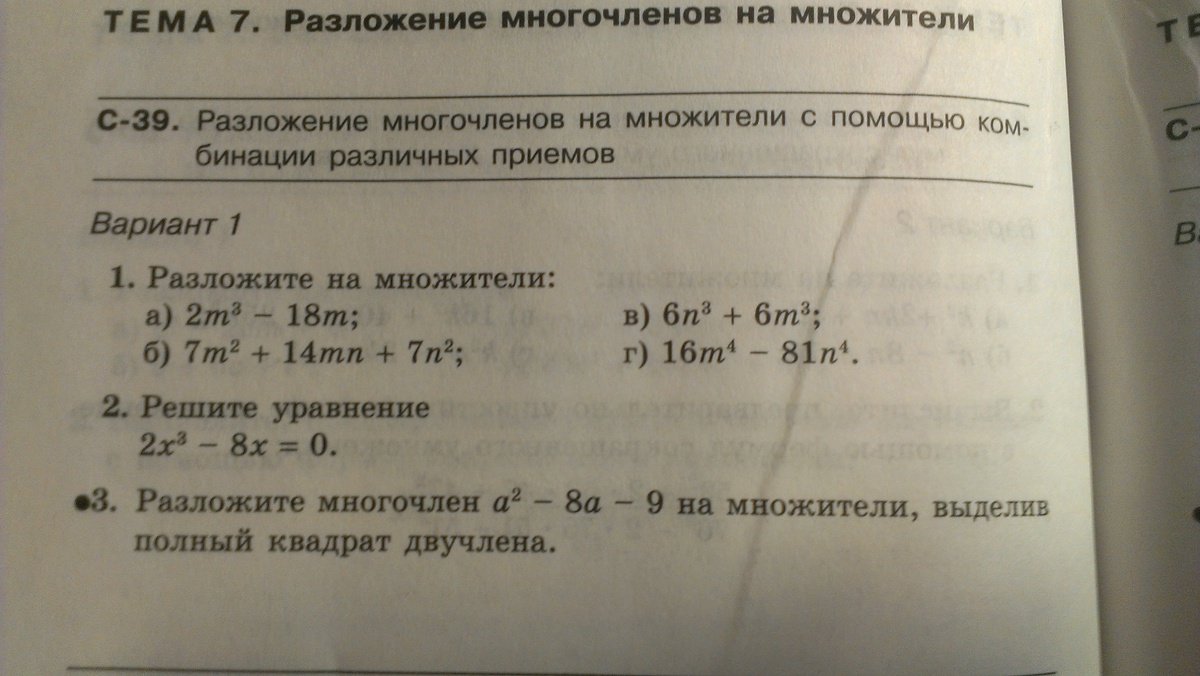 ТЕМА 7. Разложение многочленов на множители
С-39. Разложение многочленов на множители с помощью ком-
бинации различных приемов
Вариант 1
1. Разложите на множители:
а) 2m³ − 18m;
в) 6n³ + 6m³;
б) 7m² + 14mn + 7n²;
г) 16m⁴ − 81n⁴.
2. Решите уравнение
2x³ − 8x = 0.
•3. Разложите многочлен a² − 8a − 9 на множители, выделив
полный квадрат двучлена.